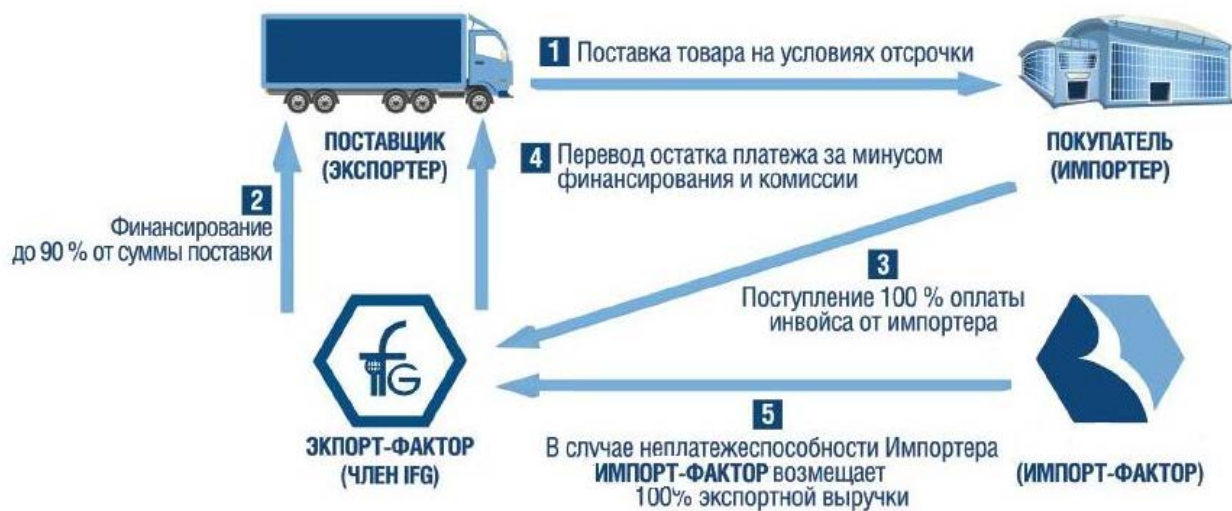 1 Поставка товара на условиях отсрочки
ПОСТАВЩИК
(ЭКСПОРТЕР)
ПОКУПАТЕЛЬ
(ИМПОРТЕР)
4 Перевод остатка платежа за минусом
финансирования и комиссии
2
Финансирование
до 90 % от суммы поставки
3
Поступление 100 % оплаты
инвойса от импортера
IFG
ЭКПОРТ-ФАКТОР
(ЧЛЕН IFG)
5
В случае неплатежеспособности Импортера
ИМПОРТ-ФАКТОР возмещает
100% экспортной выручки
(ИМПОРТ-ФАКТОР)